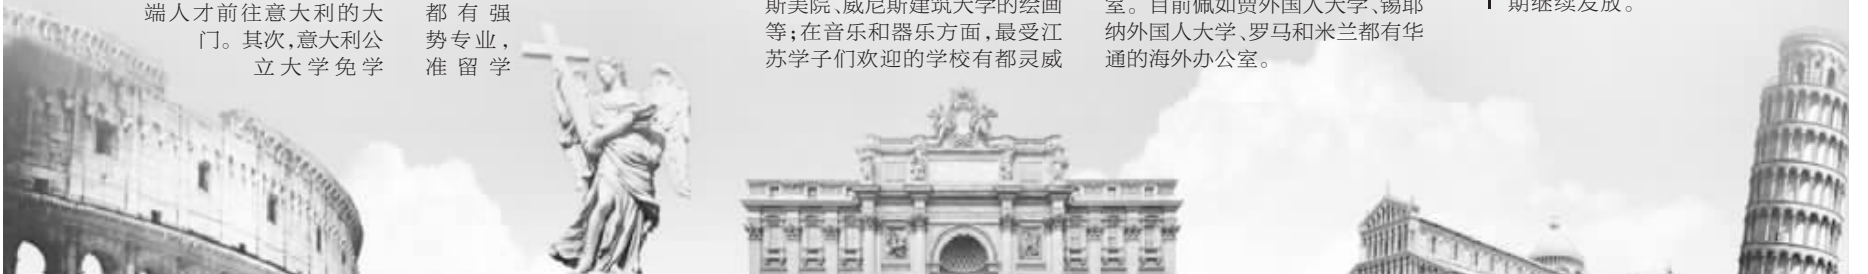 端人才前往意大利的大
门。其次，意大利公
立大学免学
都有强
势专业，
准留学
斯美院、威尼斯建筑大学的绘画
等；在音乐和器乐方面，最受江
苏学子们欢迎的学校有都灵威
室。目前佩如贾外国人大学、锡耶
纳外国人大学、罗马和米兰都有华
通的海外办公室。
期继续发放。